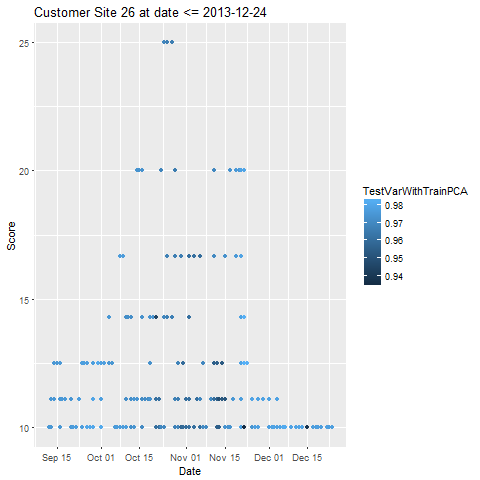 Customer Site 26 at date <= 2013-12-24
25
20
15
10
Score
Sep 15 Oct 01 Oct 15 Nov 01 Nov 15 Dec 01 Dec 15
Date
TestVarWithTrainPCA
0.98
0.97
0.96
0.95
0.94